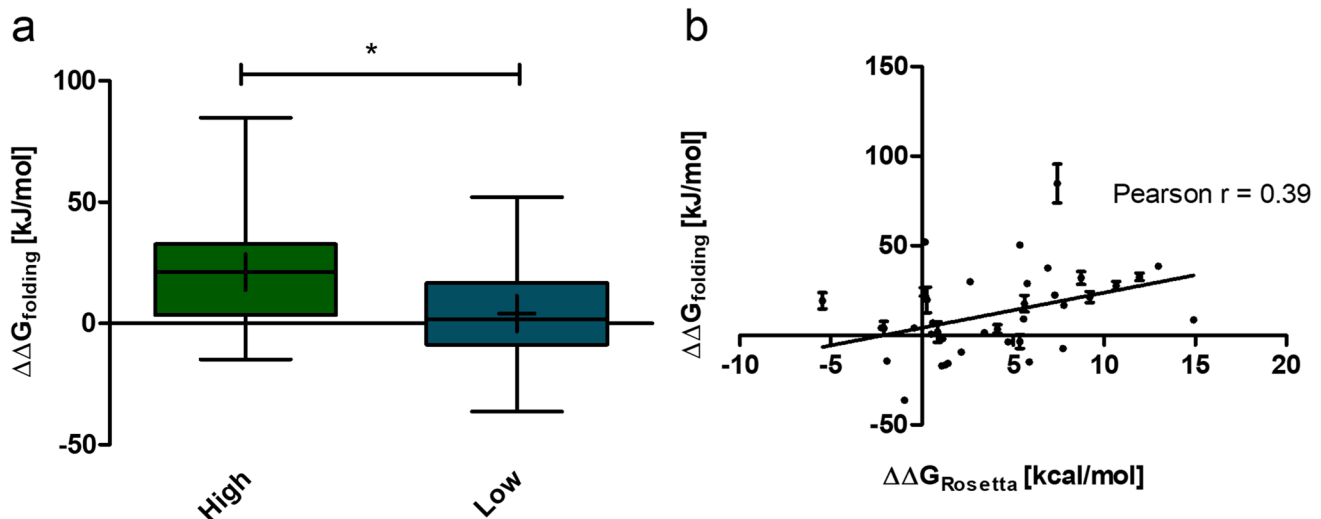 a
*
100
50
0
-50
ΔΔGfolding [kJ/mol]
High
Low
b
150
100
50
-50
-10
-5
5
10
15
20
ΔΔGfolding [kJ/mol]
Pearson r = 0.39
ΔΔGRosetta [kcal/mol]